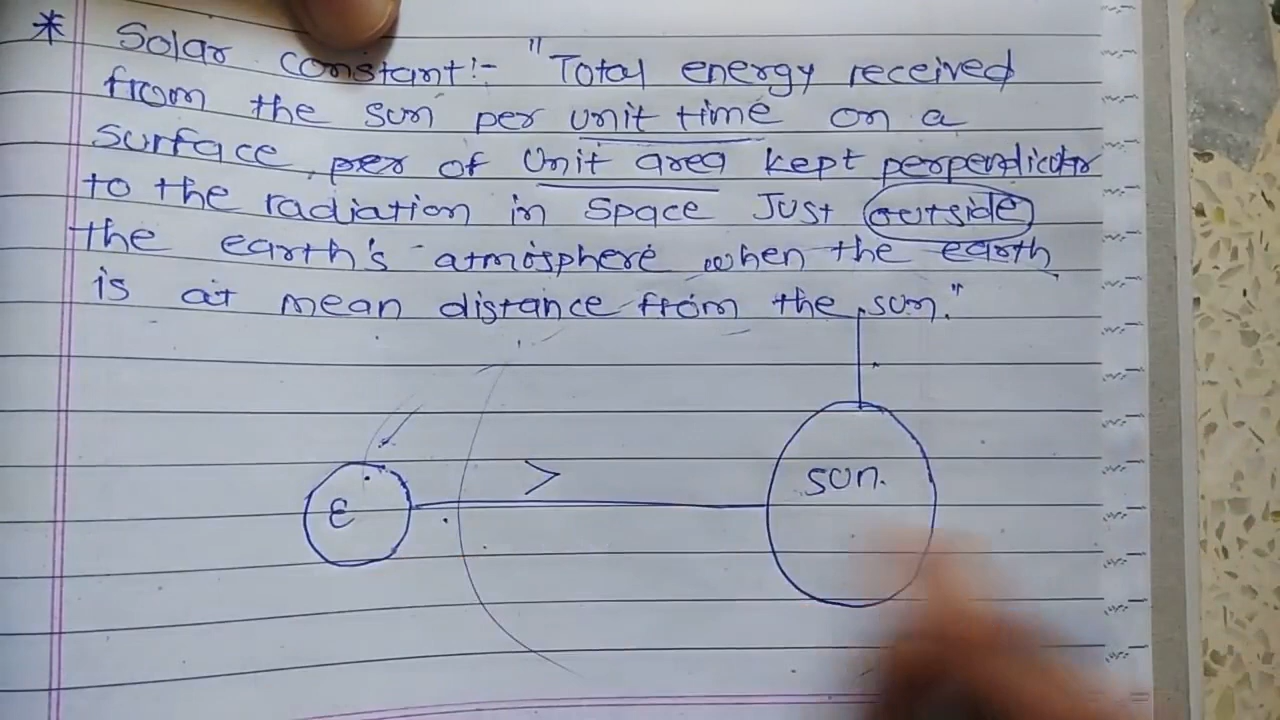 * Solar constant:- "Total energy received
from the sun per unit time on a
surface per of unit area kept perpendicular
to the radiation in space Just outside
the earth's atmosphere when the earth
is at mean distance from the sun."
E
>
sun.